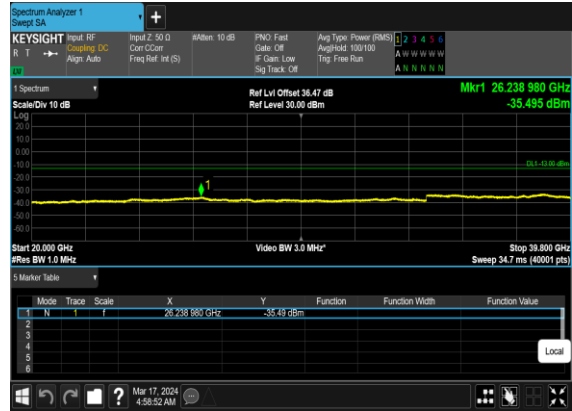 Spectrum Analyzer 1
Swept SA
+
KEYSIGHT
R T
Input: RF
Coupling: DC
Align: Auto
Input Z: 50 Ω
Corr CCorr
Freq Ref: Int (S)
#Atten: 10 dB
PNO: Fast
Gate: Off
IF Gain: Low
Sig Track: Off
Avg Type: Power (RMS)
Avg|Hold: 100/100
Trig: Free Run
1 2 3 4 5 6
A W W W W W
A N N N N N
1 Spectrum
Scale/Div 10 dB
Ref Lvl Offset 36.47 dB
Ref Level 30.00 dBm
Mkr1 26.238 980 GHz
-35.495 dBm
Log
20.0
10.0
0.00
-10.0
-20.0
-30.0
-40.0
-50.0
-60.0
DL1 -13.00 dBm
1
Start 20.000 GHz
#Res BW 1.0 MHz
Video BW 3.0 MHz*
Stop 39.800 GHz
Sweep 34.7 ms (40001 pts)
5 Marker Table
Mode Trace Scale X Y Function Function Width Function Value
1 N 1 f 26.238 980 GHz -35.49 dBm
2
3
4
5
6
Local
?
Mar 17, 2024
4:58:52 AM